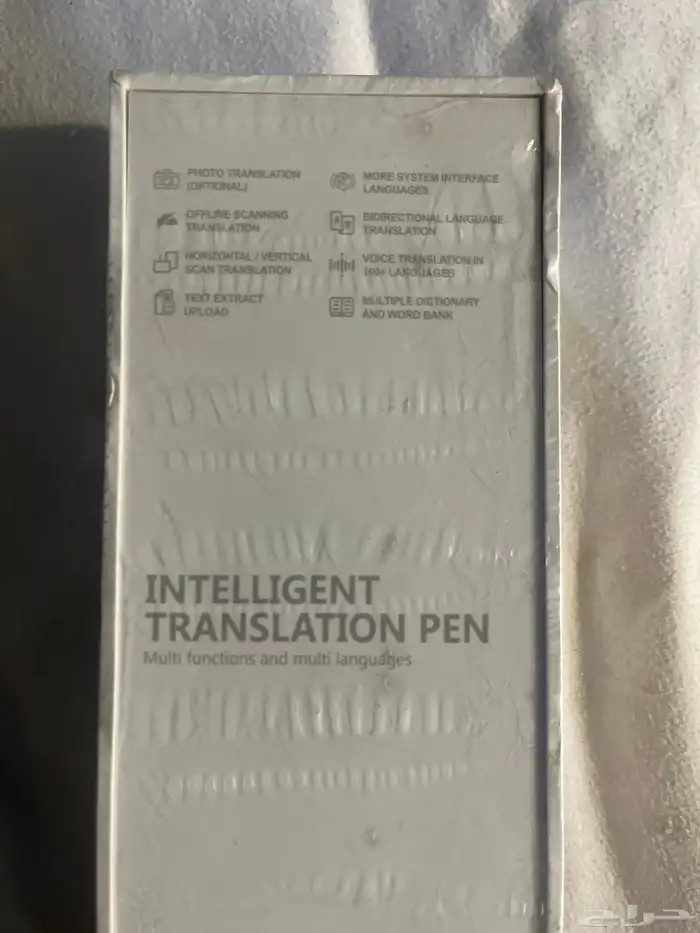 PHOTO TRANSLATION
(OPTIONAL)
OFFLINE SCANNING
TRANSLATION
HORIZONTAL / VERTICAL
SCAN TRANSLATION
TEXT EXTRACT
UPLOAD
MORE SYSTEM INTERFACE
LANGUAGES
BIDIRECTIONAL LANGUAGE
TRANSLATION
VOICE TRANSLATION IN
100+ LANGUAGES
MULTIPLE DICTIONARY
AND WORD BANK
INTELLIGENT
TRANSLATION PEN
Multi functions and multi languages
حراج